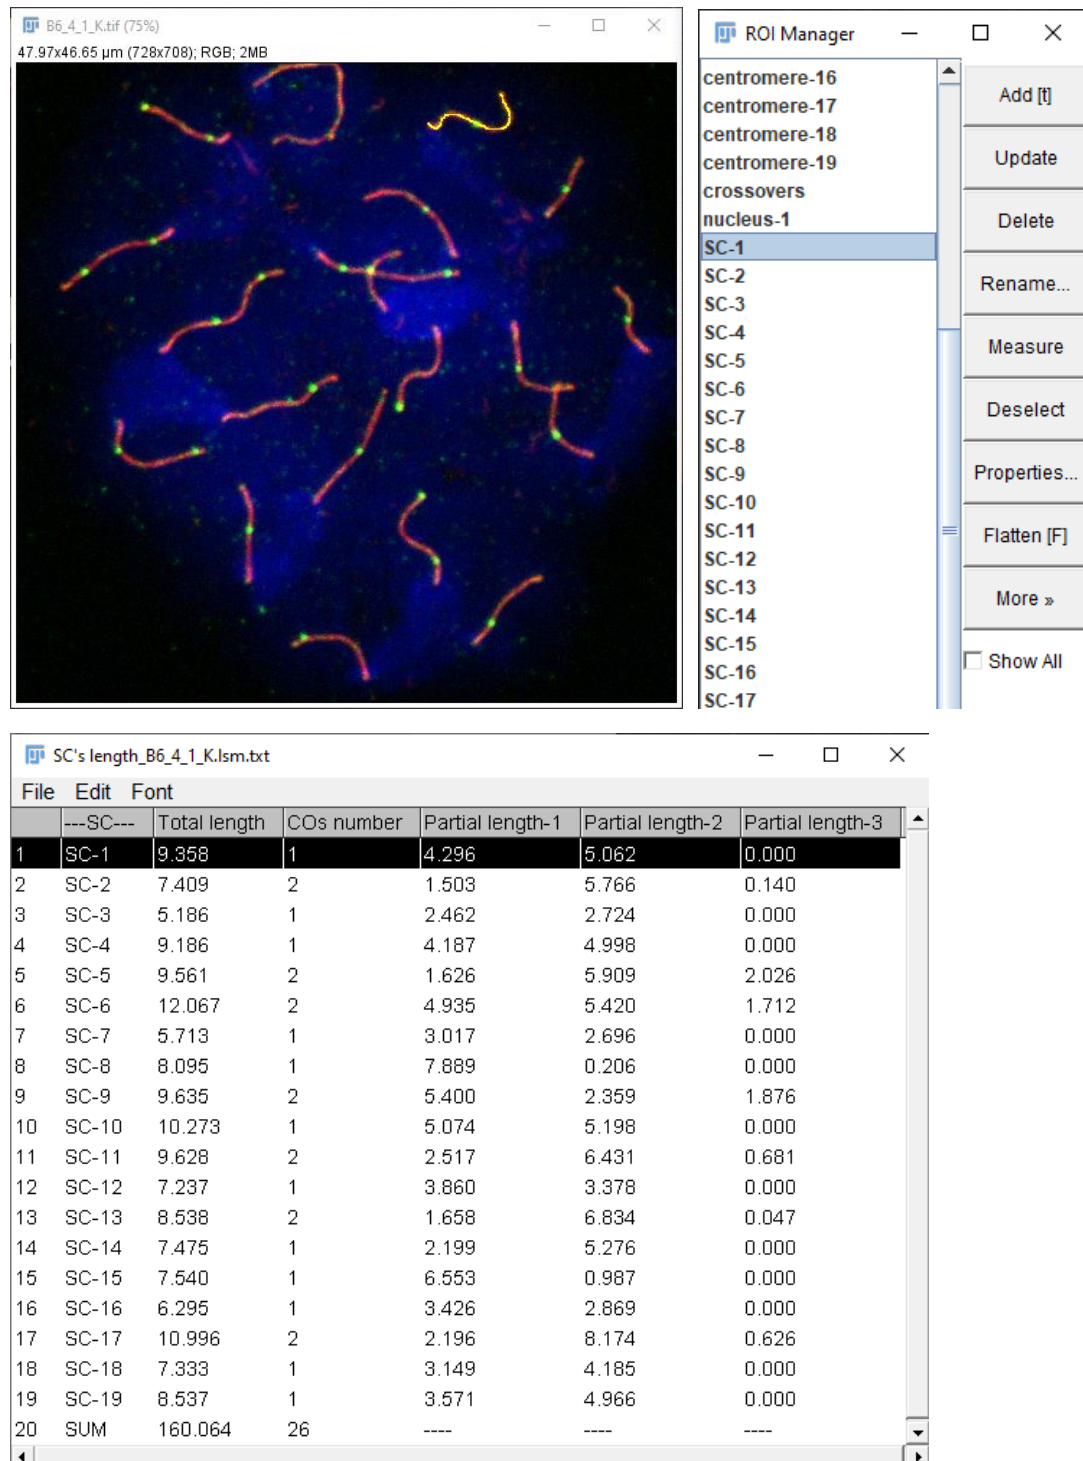 B6_4_1_K.tif (75%)
47.97x46.65 µm (728x708); RGB; 2MB
ROI Manager
centromere-16
centromere-17
centromere-18
centromere-19
crossovers
nucleus-1
SC-1
SC-2
SC-3
SC-4
SC-5
SC-6
SC-7
SC-8
SC-9
SC-10
SC-11
SC-12
SC-13
SC-14
SC-15
SC-16
SC-17
Add [t]
Update
Delete
Rename...
Measure
Deselect
Properties...
Flatten [F]
More »
Show All
SC's length_B6_4_1_K.lsm.txt
File Edit Font
---SC--- Total length COs number Partial length-1 Partial length-2 Partial length-3
1 SC-1 9.358 1 4.296 5.062 0.000
2 SC-2 7.409 2 1.503 5.766 0.140
3 SC-3 5.186 1 2.462 2.724 0.000
4 SC-4 9.186 1 4.187 4.998 0.000
5 SC-5 9.561 2 1.626 5.909 2.026
6 SC-6 12.067 2 4.935 5.420 1.712
7 SC-7 5.713 1 3.017 2.696 0.000
8 SC-8 8.095 1 7.889 0.206 0.000
9 SC-9 9.635 2 5.400 2.359 1.876
10 SC-10 10.273 1 5.074 5.198 0.000
11 SC-11 9.628 2 2.517 6.431 0.681
12 SC-12 7.237 1 3.860 3.378 0.000
13 SC-13 8.538 2 1.658 6.834 0.047
14 SC-14 7.475 1 2.199 5.276 0.000
15 SC-15 7.540 1 6.553 0.987 0.000
16 SC-16 6.295 1 3.426 2.869 0.000
17 SC-17 10.996 2 2.196 8.174 0.626
18 SC-18 7.333 1 3.149 4.185 0.000
19 SC-19 8.537 1 3.571 4.966 0.000
20 SUM 160.064 26 ---- ---- ----